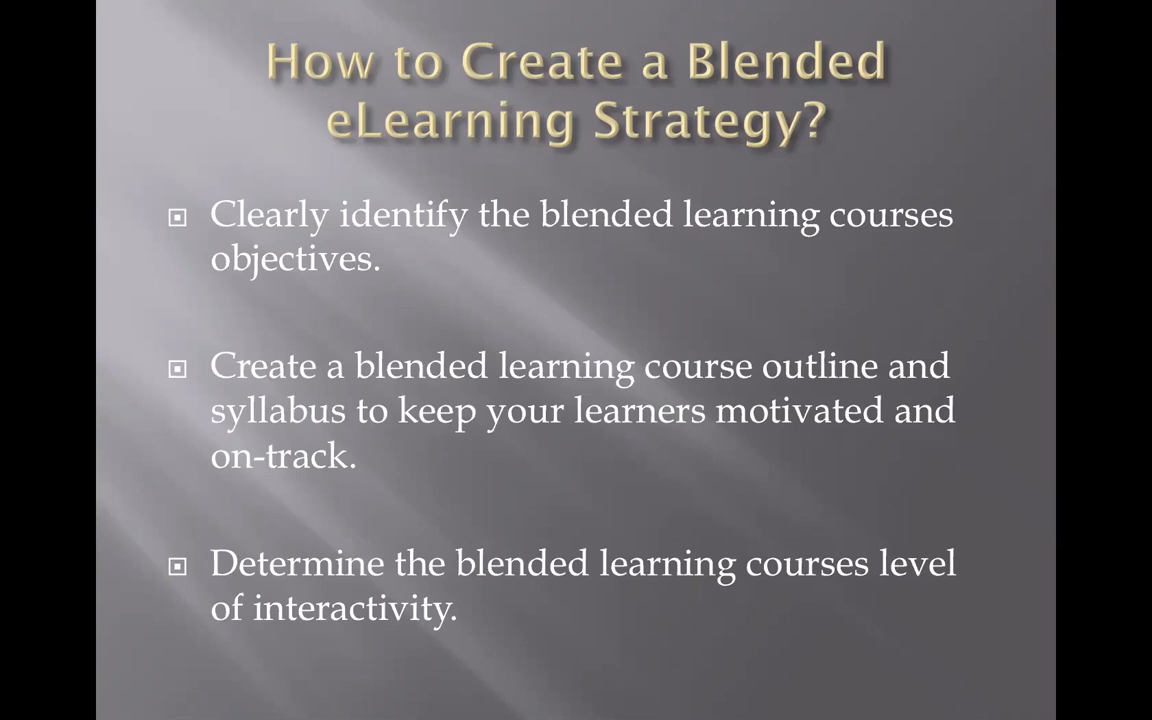 How to Create a Blended
eLearning Strategy?
Clearly identify the blended learning courses
objectives.
Create a blended learning course outline and
syllabus to keep your learners motivated and
on-track.
Determine the blended learning courses level
of interactivity.